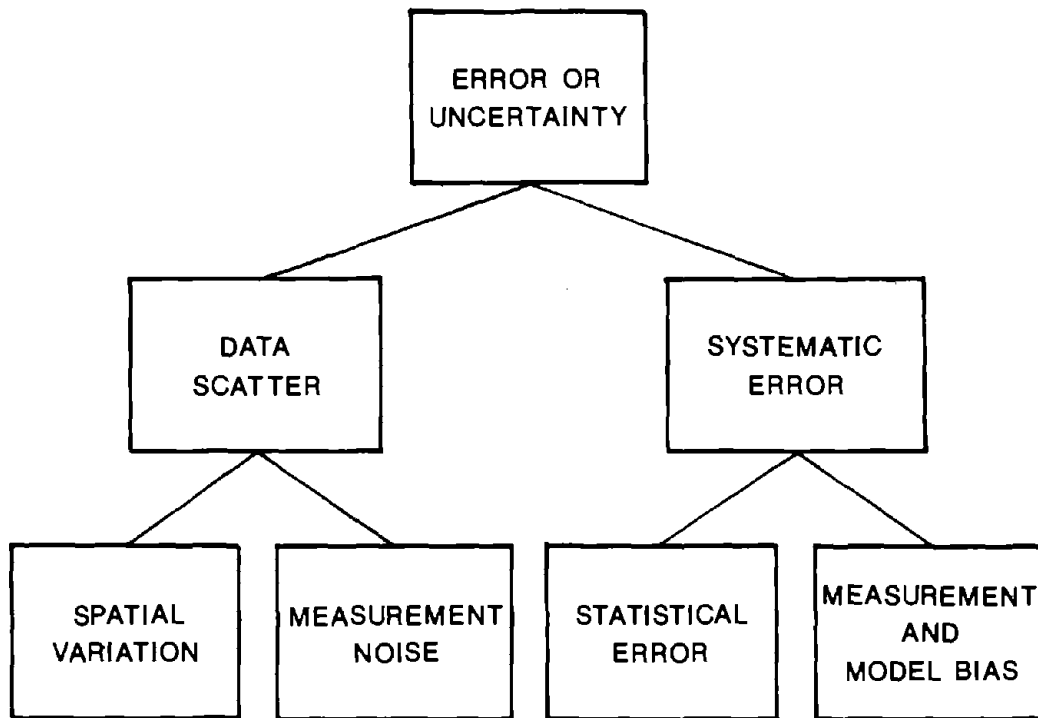 ERROR OR
UNCERTAINTY
DATA
SCATTER
SYSTEMATIC
ERROR
SPATIAL
VARIATION
MEASUREMENT
NOISE
STATISTICAL
ERROR
MEASUREMENT
AND
MODEL BIAS